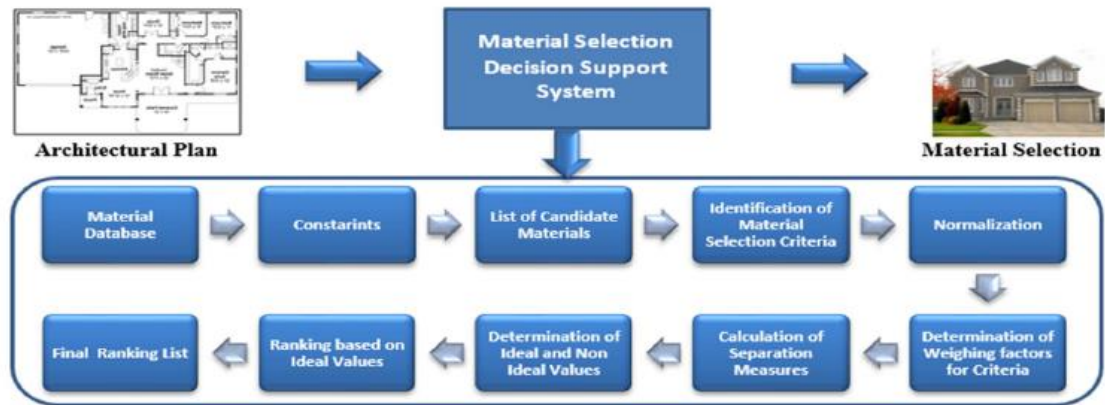 Material Selection
Decision Support
System
Architectural Plan
Material Selection
Material
Database
Constarints
List of Candidate
Materials
Identification of
Material
Selection Criteria
Normalization
Determination of
Weighing factors
for Criteria
Calculation of
Separation
Measures
Determination of
Ideal and Non
Ideal Values
Ranking based on
Ideal Values
Final Ranking List